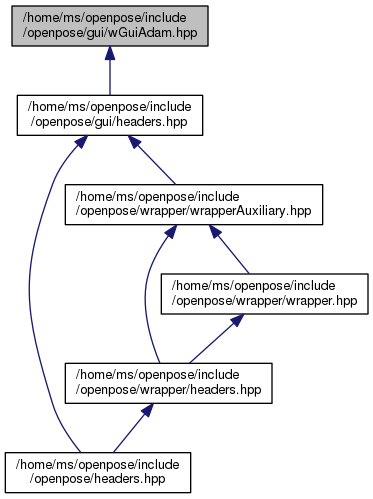 /home/ms/openpose/include
/openpose/gui/wGuiAdam.hpp
/home/ms/openpose/include
/openpose/gui/headers.hpp
/home/ms/openpose/include
/openpose/wrapper/wrapperAuxiliary.hpp
/home/ms/openpose/include
/openpose/wrapper/wrapper.hpp
/home/ms/openpose/include
/openpose/wrapper/headers.hpp
/home/ms/openpose/include
/openpose/headers.hpp